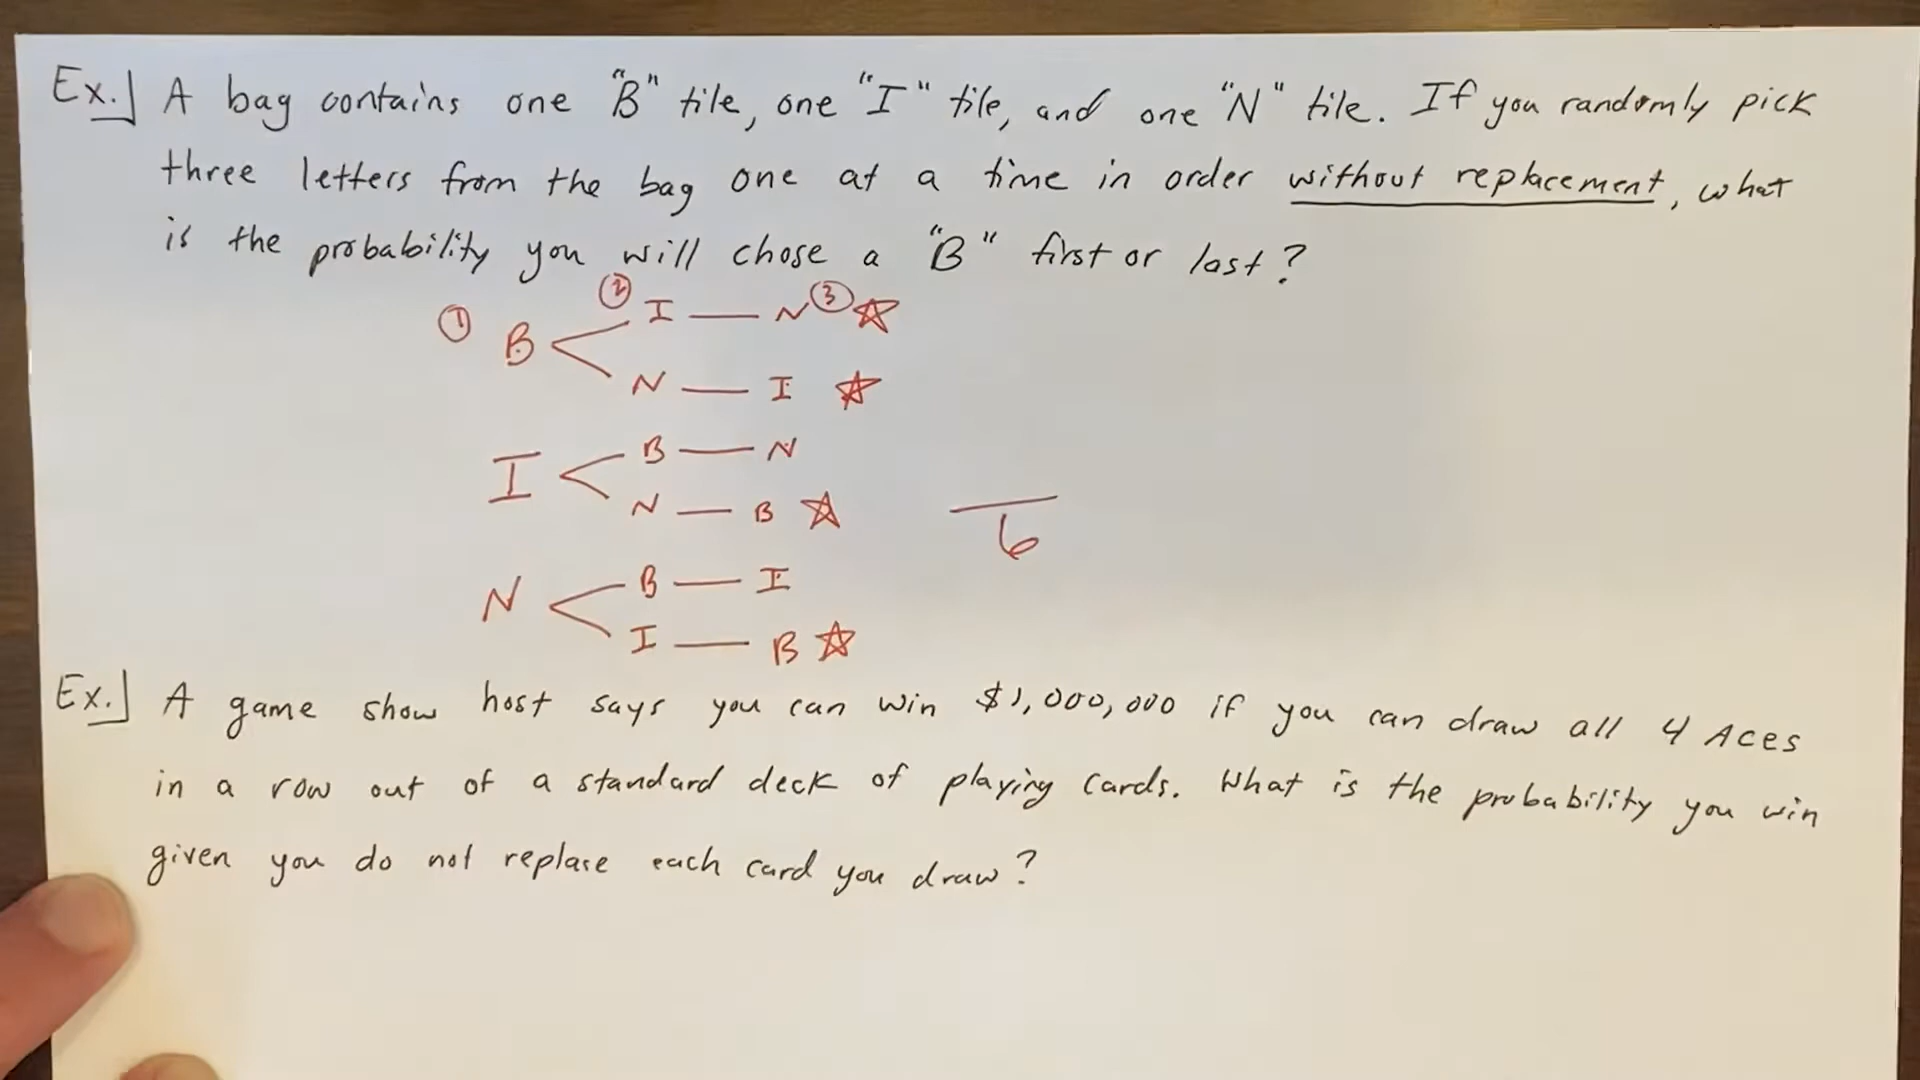 Ex.] A bag contains one "B" tile, one "I" tile, and one "N" tile. If you randomly pick
three letters from the bag one at a time in order without replacement, what
is the probability you will chose a "B" first or last?
① B ② I — N ③
N — I
I B — N
N — B
6
N B — I
I — B
Ex.] A game show host says you can win $1,000,000 if you can draw all 4 Aces
in a row out of a standard deck of playing cards. What is the probability you win
given you do not replace each card you draw?